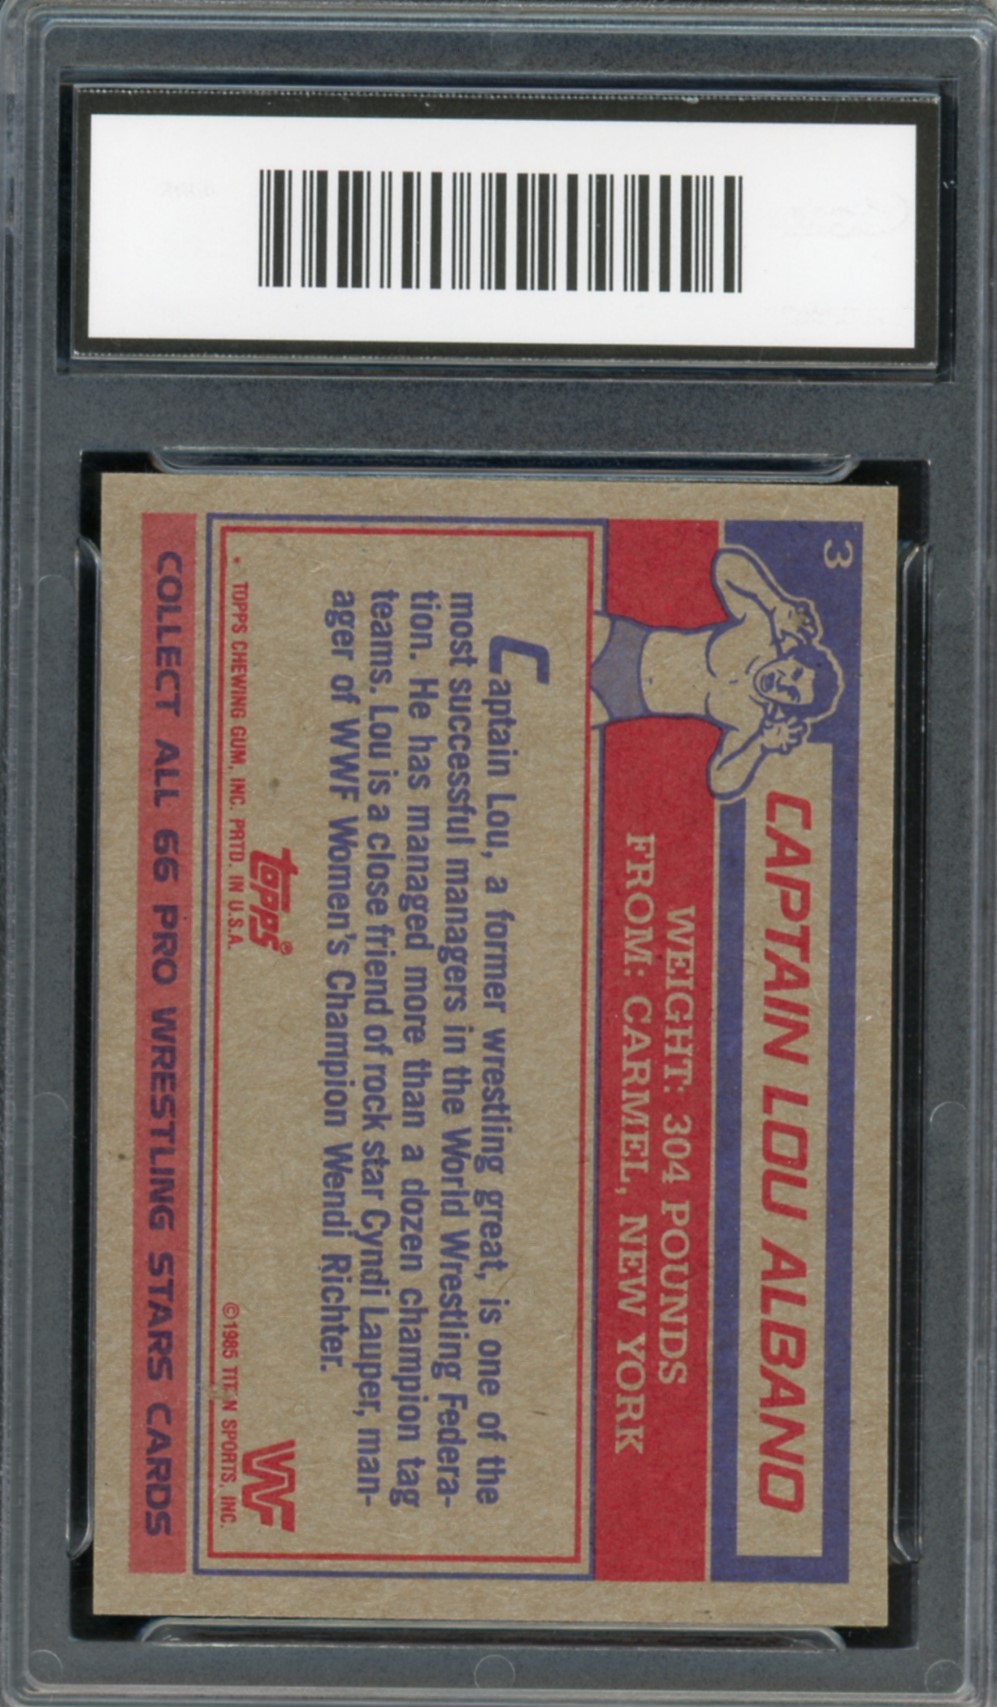 3
CAPTAIN LOU ALBANO
WEIGHT: 304 POUNDS
FROM: CARMEL, NEW YORK
Captain Lou, a former wrestling great, is one of the
most successful managers in the World Wrestling Federa-
tion. He has managed more than a dozen champion tag
teams. Lou is a close friend of rock star Cyndi Lauper, man-
ager of WWF Women's Champion Wendi Richter.
topps®
WF
* TOPPS CHEWING GUM, INC. PRTD. IN U.S.A.
©1985 TITAN SPORTS, INC.
COLLECT ALL 66 PRO WRESTLING STARS CARDS